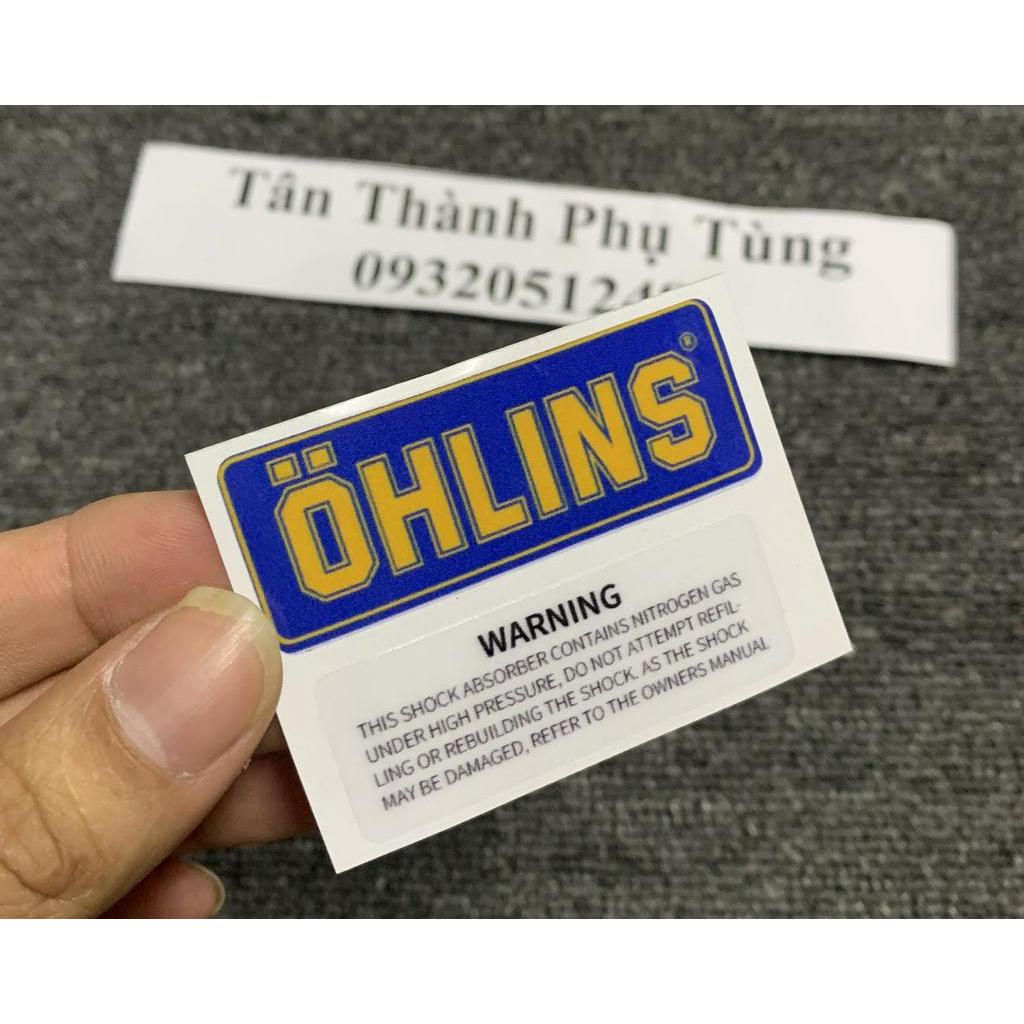 Tân Thành Phụ Tùng
ÖHLINS®
WARNING
THIS SHOCK ABSORBER CONTAINS NITROGEN GAS
UNDER HIGH PRESSURE, DO NOT ATTEMPT REFIL-
LING OR REBUILDING THE SHOCK. AS THE SHOCK
MAY BE DAMAGED, REFER TO THE OWNERS MANUAL